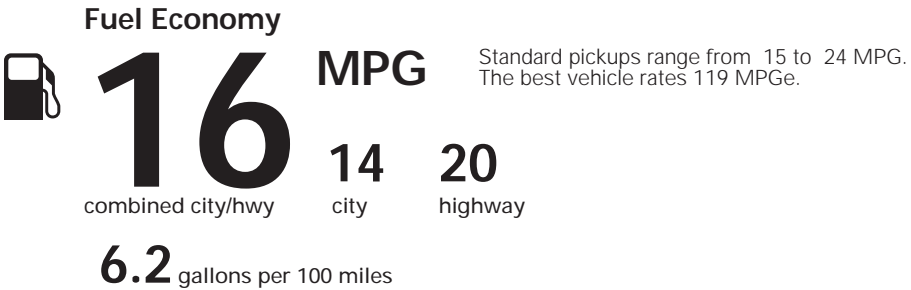 Fuel Economy
16 MPG
Standard pickups range from 15 to 24 MPG.
The best vehicle rates 119 MPGe.
14 20
combined city/hwy city highway
6.2 gallons per 100 miles